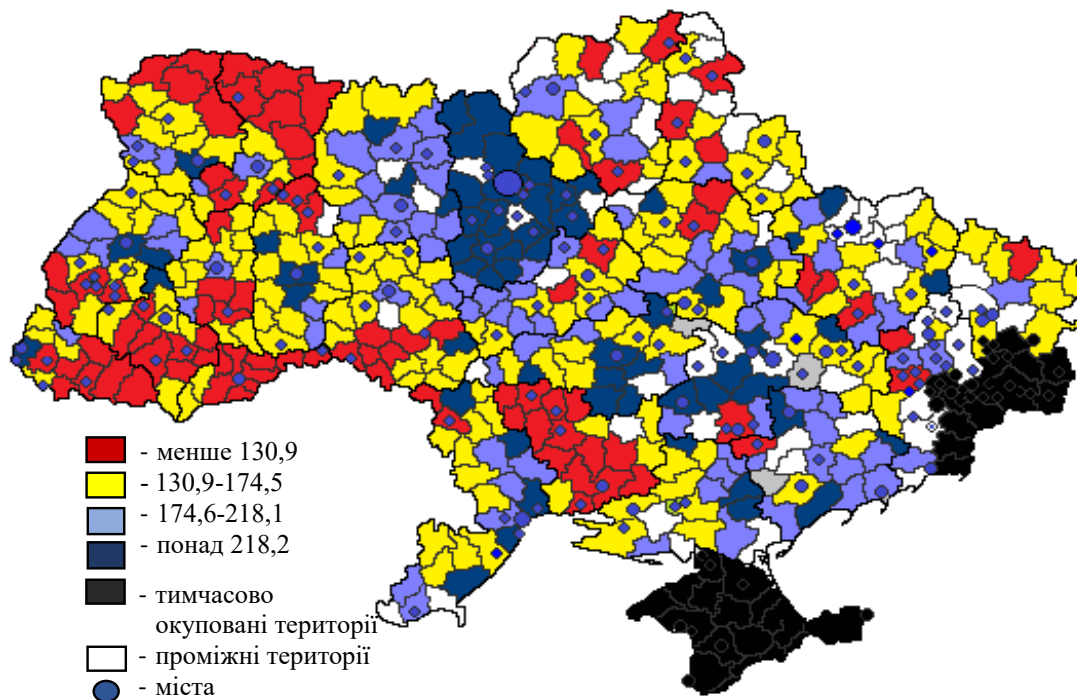 - менше 130,9
- 130,9-174,5
- 174,6-218,1
- понад 218,2
- тимчасово
окуповані території
- проміжні території
- міста